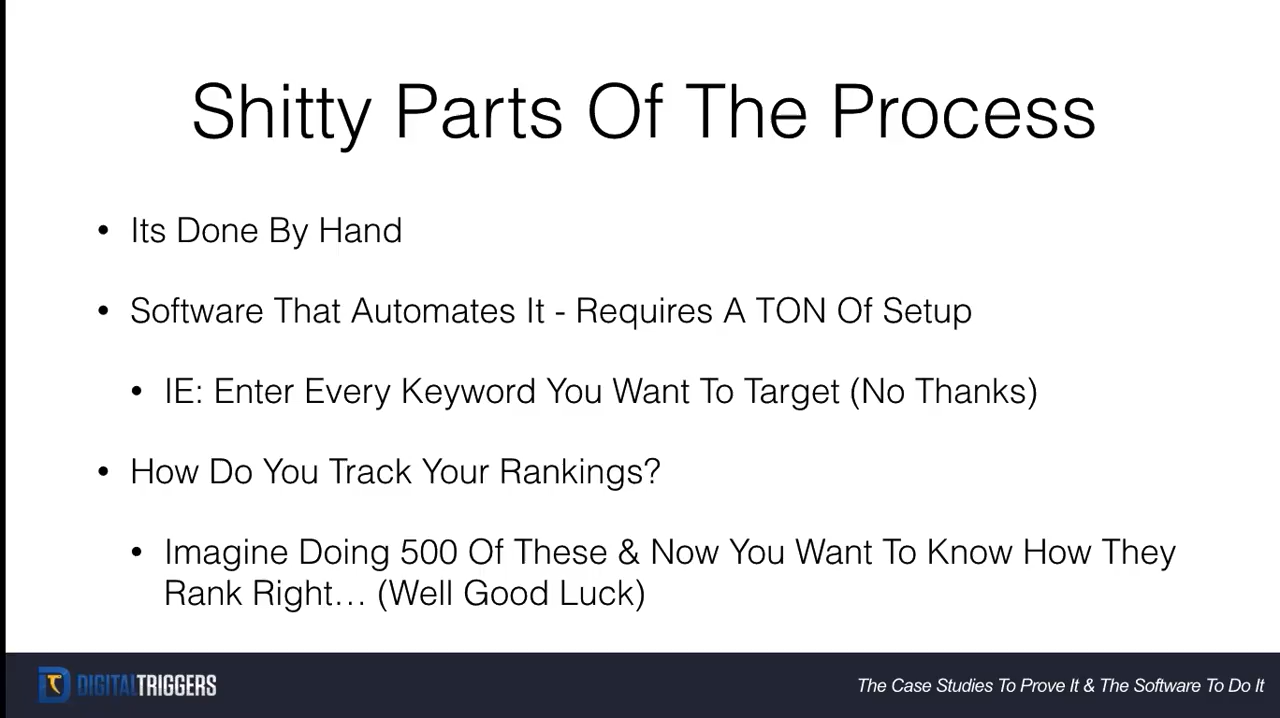 Shitty Parts Of The Process
• Its Done By Hand
• Software That Automates It - Requires A TON Of Setup
• IE: Enter Every Keyword You Want To Target (No Thanks)
• How Do You Track Your Rankings?
• Imagine Doing 500 Of These & Now You Want To Know How They
Rank Right… (Well Good Luck)
DIGITALTRIGGERS
The Case Studies To Prove It & The Software To Do It